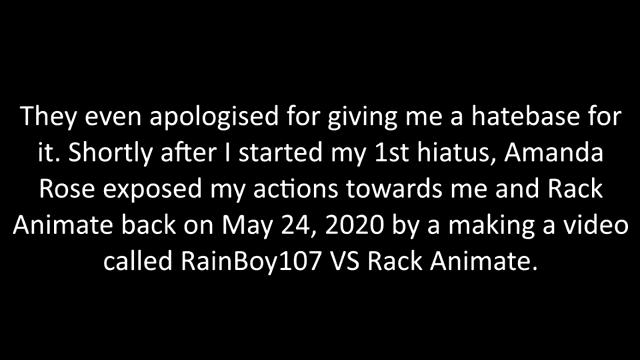 They even apologised for giving me a hatebase for
it. Shortly after I started my 1st hiatus, Amanda
Rose exposed my actions towards me and Rack
Animate back on May 24, 2020 by a making a video
called RainBoy107 VS Rack Animate.